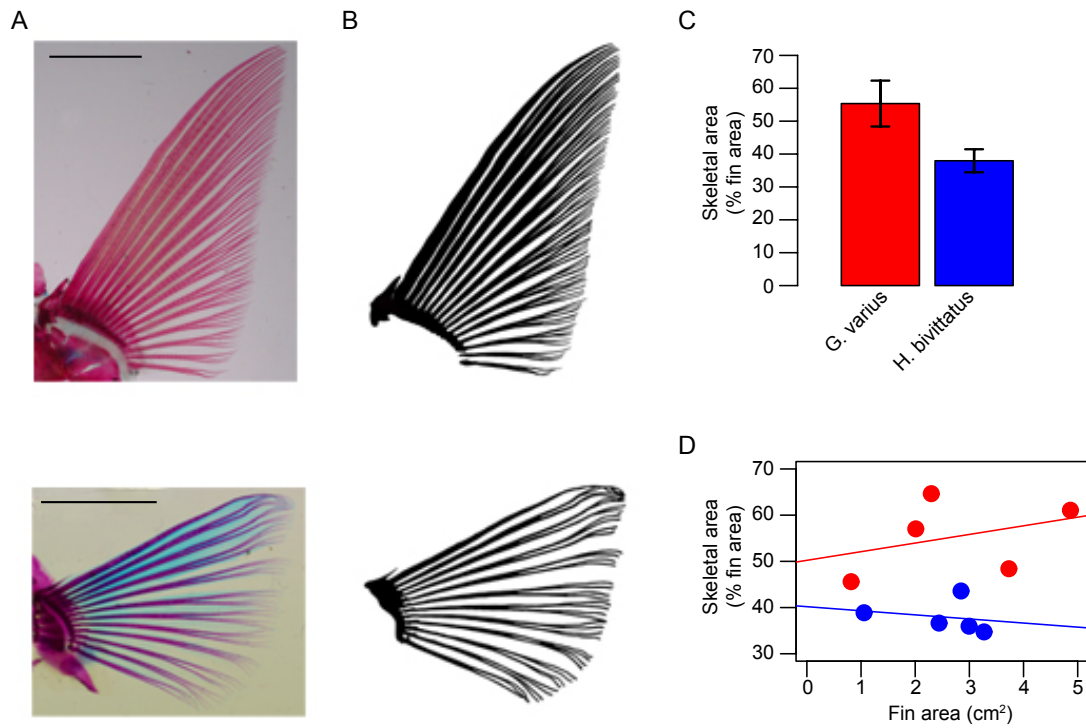 A
B
C
Skeletal area
(% fin area)
70
60
50
40
30
20
10
0
G. varius
H. bivittatus
D
Skeletal area
(% fin area)
70
60
50
40
30
0 1 2 3 4 5
Fin area (cm²)